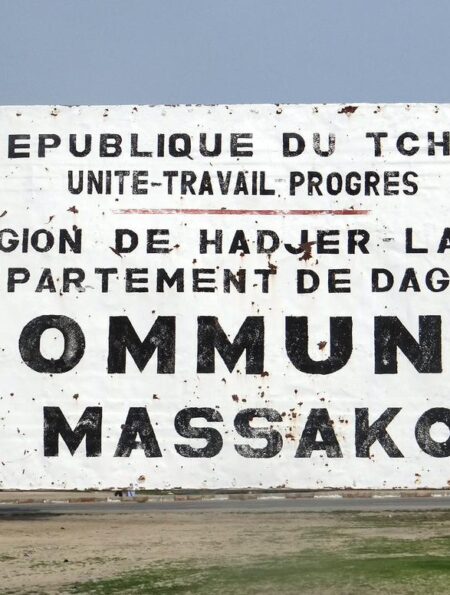 EPUBLIQUE DU TCH
UNITE-TRAVAIL PROGRES
GION DE HADJER-LA
PARTEMENT DE DAG
OMMUN
MASSAKO